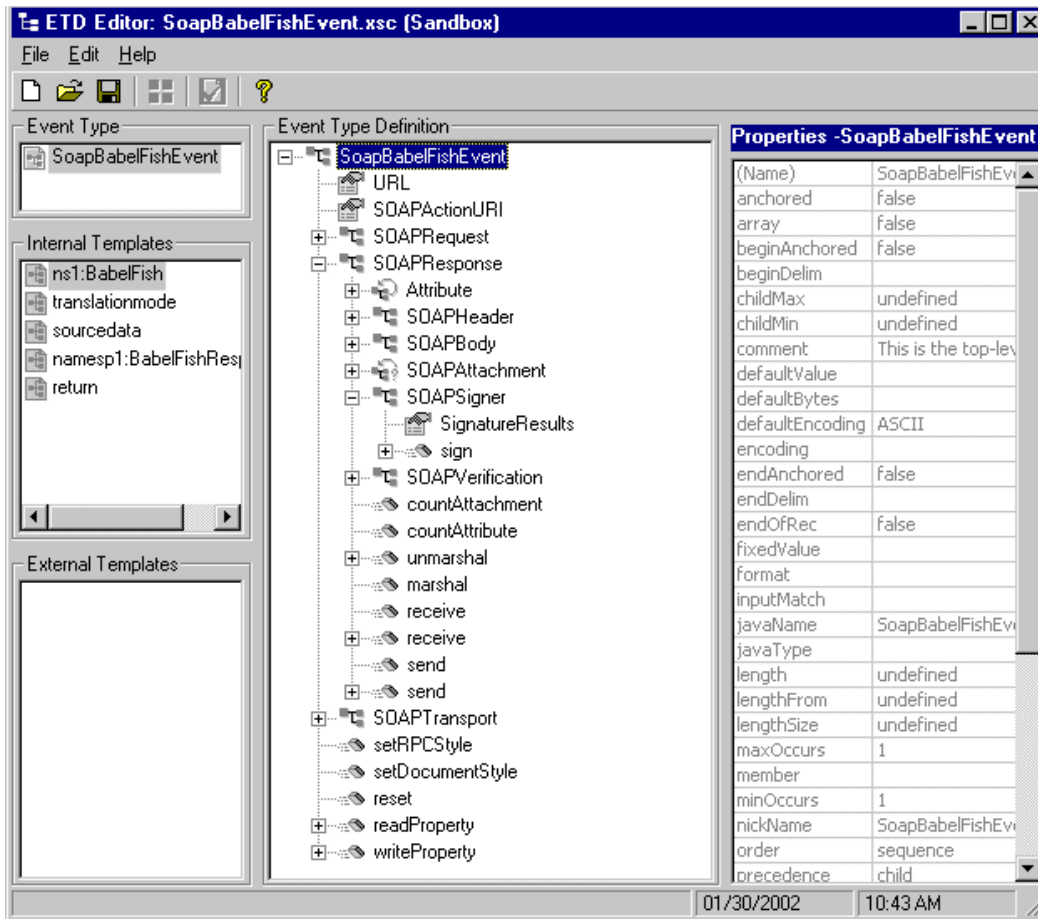 ETD Editor: SoapBabelFishEvent.xsc (Sandbox)
File Edit Help
Event Type
SoapBabelFishEvent
Internal Templates
ns1:BabelFish
translationmode
sourcedata
namesp1:BabelFishResp
return
External Templates
Event Type Definition
SoapBabelFishEvent
URL
SOAPActionURI
SOAPRequest
SOAPResponse
Attribute
SOAPHeader
SOAPBody
SOAPAttachment
SOAPSigner
SignatureResults
sign
SOAPVerification
countAttachment
countAttribute
unmarshal
marshal
receive
receive
send
send
SOAPTransport
setRPCStyle
setDocumentStyle
reset
readProperty
writeProperty
Properties -SoapBabelFishEvent
(Name) SoapBabelFishEv
anchored false
array false
beginAnchored false
beginDelim
childMax undefined
childMin undefined
comment This is the top-lev
defaultValue
defaultBytes
defaultEncoding ASCII
encoding
endAnchored false
endDelim
endOfRec false
fixedValue
format
inputMatch
javaName SoapBabelFishEv
javaType
length undefined
lengthFrom undefined
lengthSize undefined
maxOccurs 1
member
minOccurs 1
nickName SoapBabelFishEv
order sequence
precedence child
01/30/2002 10:43 AM